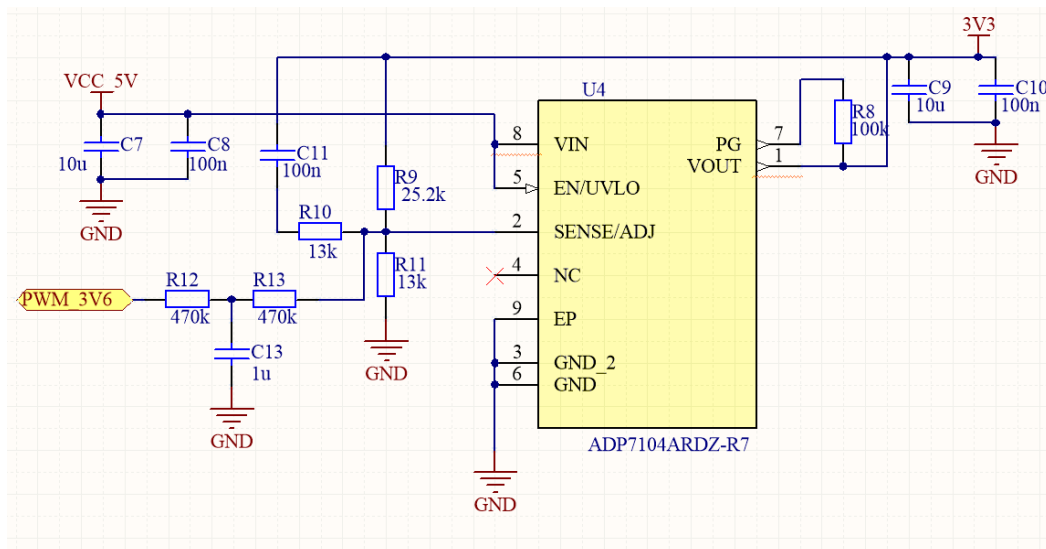 3V3
VCC_5V
U4
C7
10u
C8
100n
C11
100n
R9
25.2k
R10
13k
R11
13k
R12
470k
R13
470k
PWM_3V6
C13
1u
GND
GND
GND
GND
8
VIN
5
EN/UVLO
2
SENSE/ADJ
4
NC
9
EP
3
GND_2
6
GND
PG
7
VOUT
1
ADP7104ARDZ-R7
R8
100k
C9
10u
C10
100n
GND